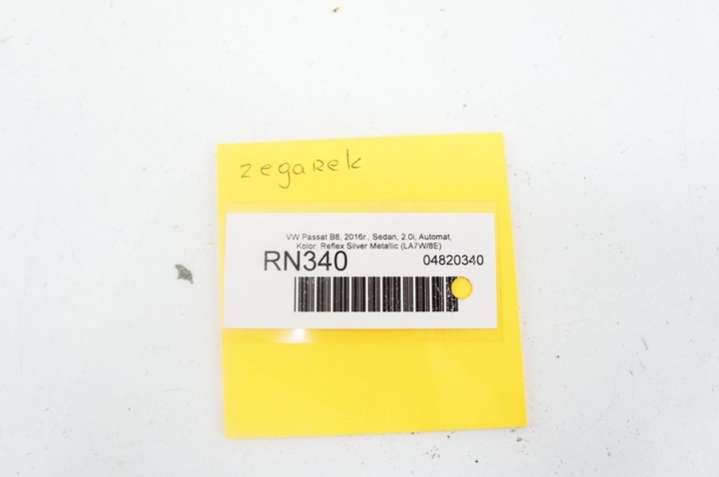 zegarek
VW Passat B8, 2016r., Sedan, 2.0i, Automat,
Kolor: Reflex Silver Metallic (LA7W/8E)
RN340
04820340